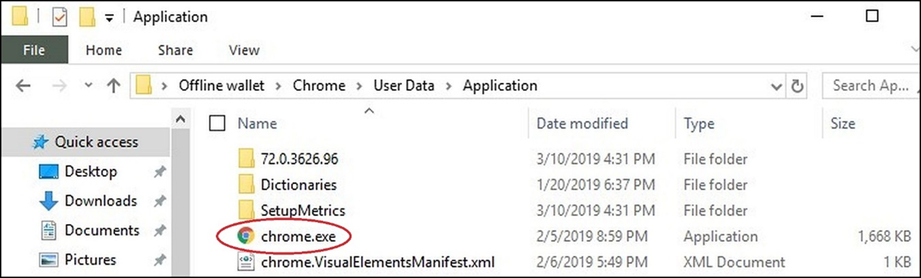 Application
File Home Share View
Offline wallet > Chrome > User Data > Application Search Ap...
Quick access Name Date modified Type Size
Desktop 72.0.3626.96 3/10/2019 4:31 PM File folder
Downloads Dictionaries 1/20/2019 6:37 PM File folder
Documents SetupMetrics 3/10/2019 4:31 PM File folder
chrome.exe 2/5/2019 8:59 PM Application 1,668 KB
Pictures chrome.VisualElementsManifest.xml 2/6/2019 5:49 PM XML Document 1 KB